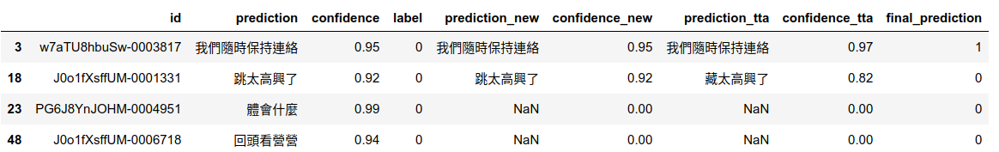 id prediction confidence label prediction_new confidence_new prediction_tta confidence_tta final_prediction
3 w7aTU8hbuSw-0003817 我們隨時保持連絡 0.95 0 我們隨時保持連絡 0.95 我們隨時保持連絡 0.97 1
18 J0o1fXsffUM-0001331 跳太高興了 0.92 0 跳太高興了 0.92 藏太高興了 0.82 0
23 PG6J8YnJOHM-0004951 體會什麼 0.99 0 NaN 0.00 NaN 0.00 0
48 J0o1fXsffUM-0006718 回頭看營營 0.94 0 NaN 0.00 NaN 0.00 0